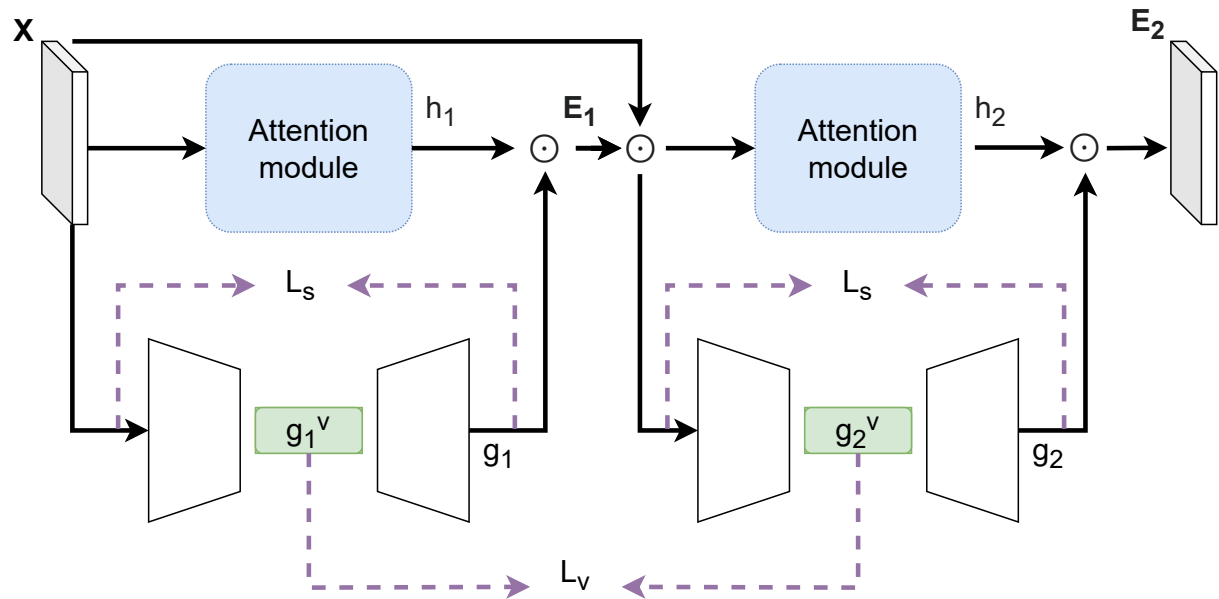 X
E₂
Attention
module
h₁
E₁
Attention
module
h₂
Lₛ
Lₛ
g₁ᵛ
g₁
g₂ᵛ
g₂
Lᵥ